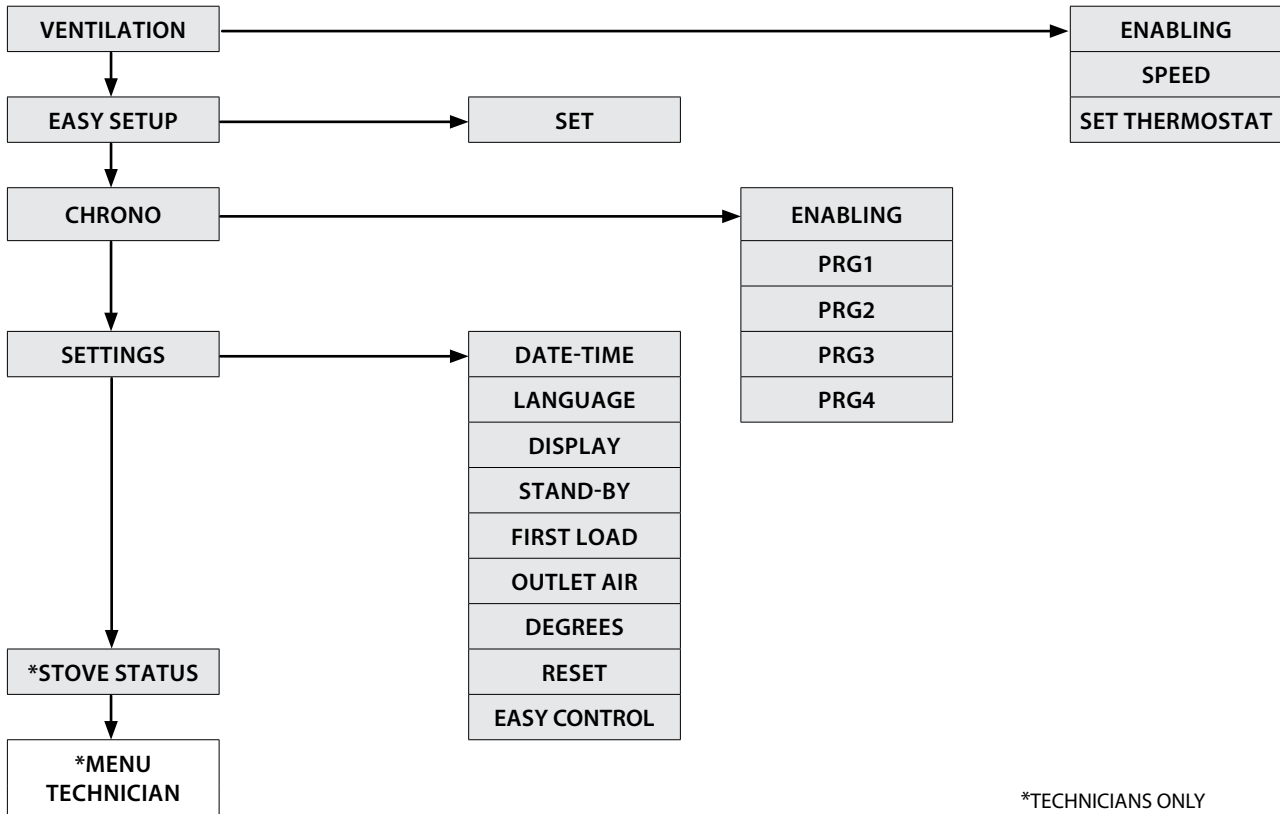 VENTILATION
ENABLING
SPEED
SET THERMOSTAT
EASY SETUP
SET
CHRONO
ENABLING
PRG1
PRG2
PRG3
PRG4
SETTINGS
DATE-TIME
LANGUAGE
DISPLAY
STAND-BY
FIRST LOAD
OUTLET AIR
DEGREES
RESET
EASY CONTROL
*STOVE STATUS
*MENU
TECHNICIAN
*TECHNICIANS ONLY